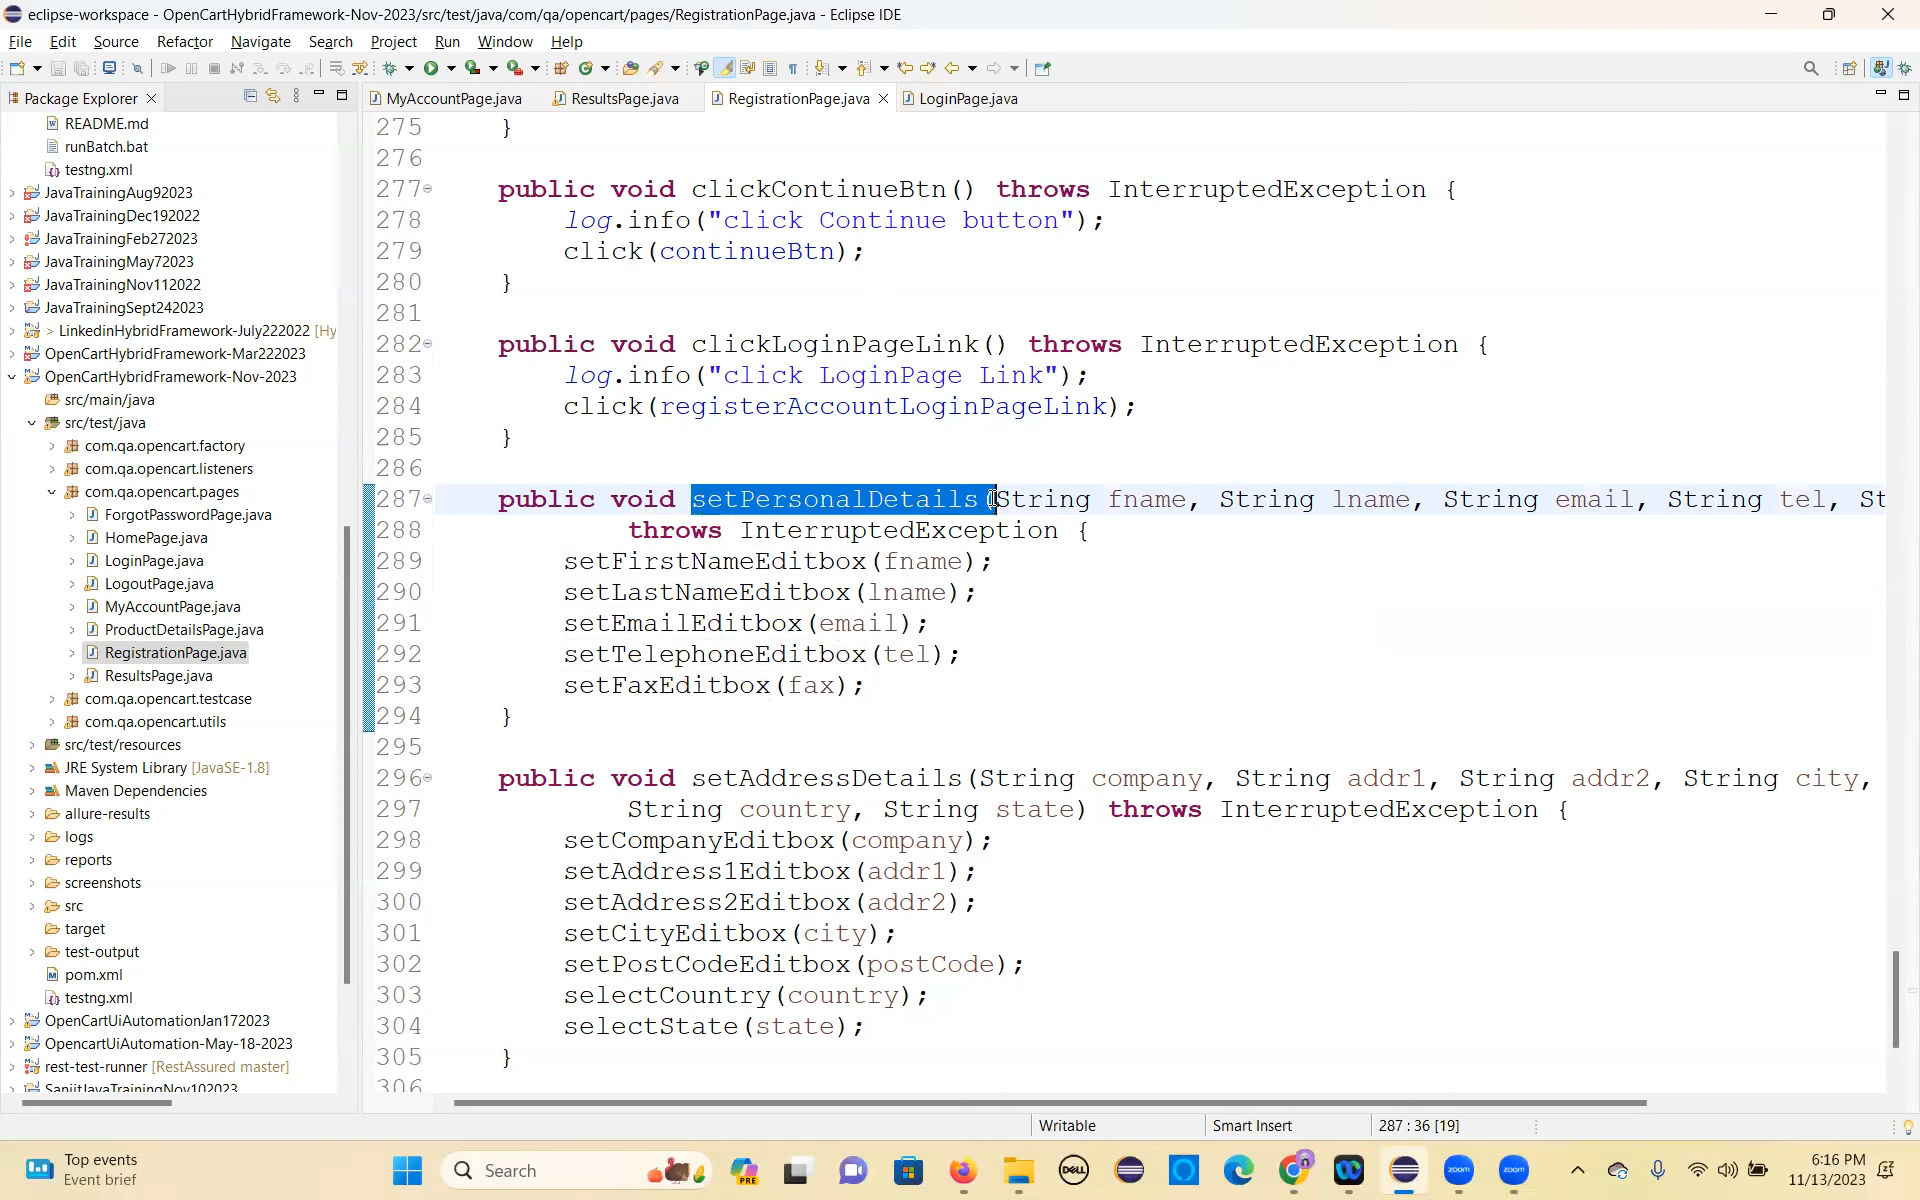 eclipse-workspace - OpenCartHybridFramework-Nov-2023/src/test/java/com/qa/opencart/pages/RegistrationPage.java - Eclipse IDE
File Edit Source Refactor Navigate Search Project Run Window Help
Package Explorer
README.md
runBatch.bat
testng.xml
JavaTrainingAug92023
JavaTrainingDec192022
JavaTrainingFeb272023
JavaTrainingMay72023
JavaTrainingNov112022
JavaTrainingSept242023
> LinkedinHybridFramework-July222022 [Hy
OpenCartHybridFramework-Mar222023
OpenCartHybridFramework-Nov-2023
src/main/java
src/test/java
com.qa.opencart.factory
com.qa.opencart.listeners
com.qa.opencart.pages
ForgotPasswordPage.java
HomePage.java
LoginPage.java
LogoutPage.java
MyAccountPage.java
ProductDetailsPage.java
RegistrationPage.java
ResultsPage.java
com.qa.opencart.testcase
com.qa.opencart.utils
src/test/resources
JRE System Library [JavaSE-1.8]
Maven Dependencies
allure-results
logs
reports
screenshots
src
target
test-output
pom.xml
testng.xml
OpenCartUiAutomationJan172023
OpencartUiAutomation-May-18-2023
rest-test-runner [RestAssured master]
SanjitJavaTrainingNov102023
MyAccountPage.java ResultsPage.java RegistrationPage.java LoginPage.java
275 }
276
277 public void clickContinueBtn() throws InterruptedException {
278 log.info("click Continue button");
279 click(continueBtn);
280 }
281
282 public void clickLoginPageLink() throws InterruptedException {
283 log.info("click LoginPage Link");
284 click(registerAccountLoginPageLink);
285 }
286
287 public void setPersonalDetails(String fname, String lname, String email, String tel, St
288 throws InterruptedException {
289 setFirstNameEditbox(fname);
290 setLastNameEditbox(lname);
291 setEmailEditbox(email);
292 setTelephoneEditbox(tel);
293 setFaxEditbox(fax);
294 }
295
296 public void setAddressDetails(String company, String addr1, String addr2, String city,
297 String country, String state) throws InterruptedException {
298 setCompanyEditbox(company);
299 setAddress1Editbox(addr1);
300 setAddress2Editbox(addr2);
301 setCityEditbox(city);
302 setPostCodeEditbox(postCode);
303 selectCountry(country);
304 selectState(state);
305 }
306
Writable Smart Insert 287 : 36 [19]
Top events
Event brief
Search
PRE
DELL
zoom
zoom
6:16 PM
11/13/2023